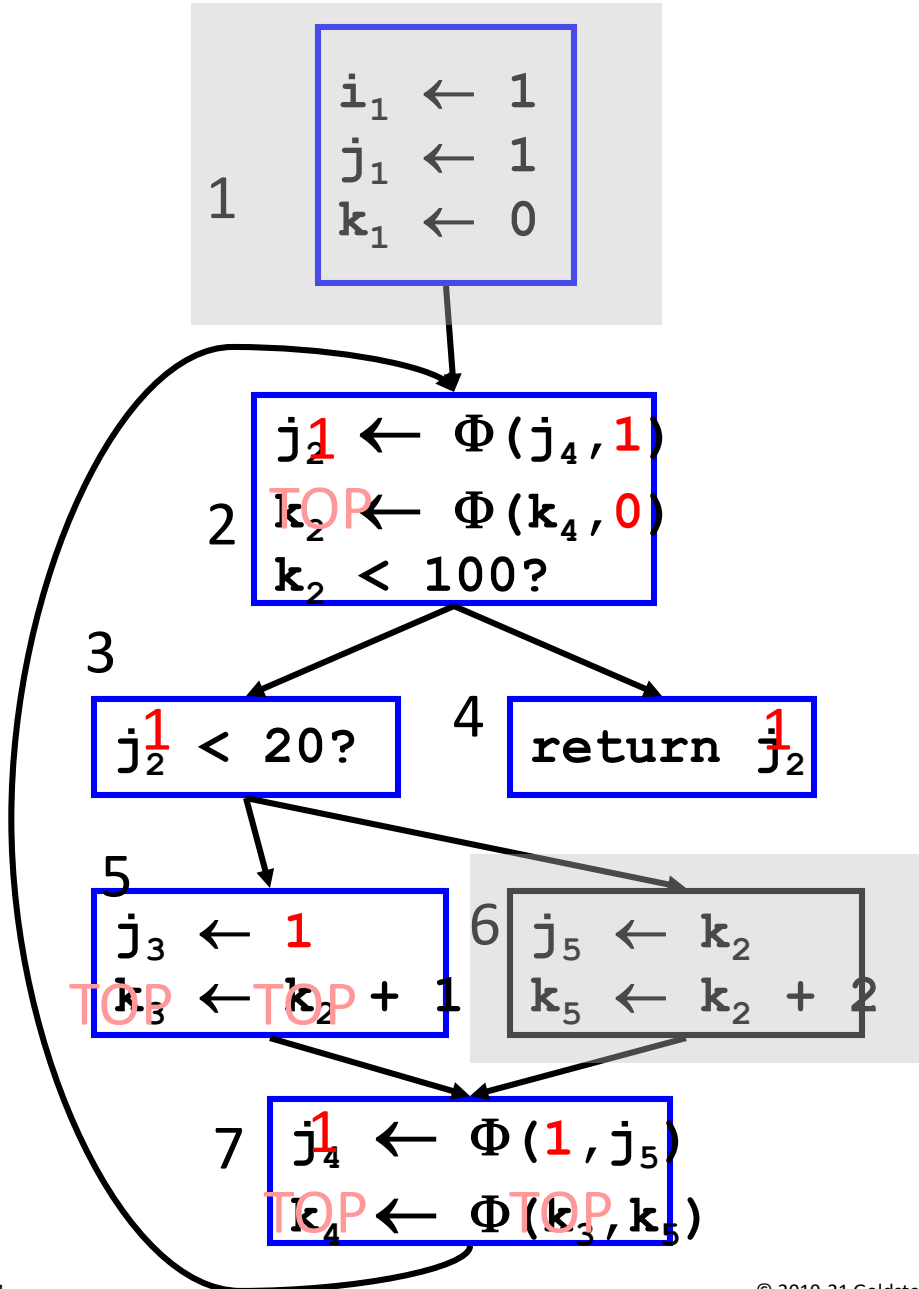 1
i₁ ← 1
j₁ ← 1
k₁ ← 0
2
j₂ 1 ← Φ(j₄,1)
k₂ TOP ← Φ(k₄,0)
k₂ < 100?
3
j₂ 1 < 20?
4
return j₂ 1
5
j₃ ← 1
k₃ TOP ← k₂ TOP + 1
6
j₅ ← k₂
k₅ ← k₂ + 2
7
j₄ 1 ← Φ(1,j₅)
k₄ TOP ← Φ(k₃ TOP,k₅)